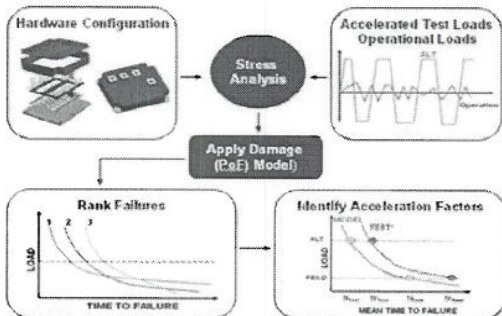 Hardware Configuration
Accelerated Test Loads
Operational Loads
Stress
Analysis
ALT
Operation
Apply Damage
(PoF) Model
Rank Failures
1 2 3
LOAD
TIME TO FAILURE
Identify Acceleration Factors
MODEL
TEST
ALT
LOAD
FIELD
MEAN TIME TO FAILURE